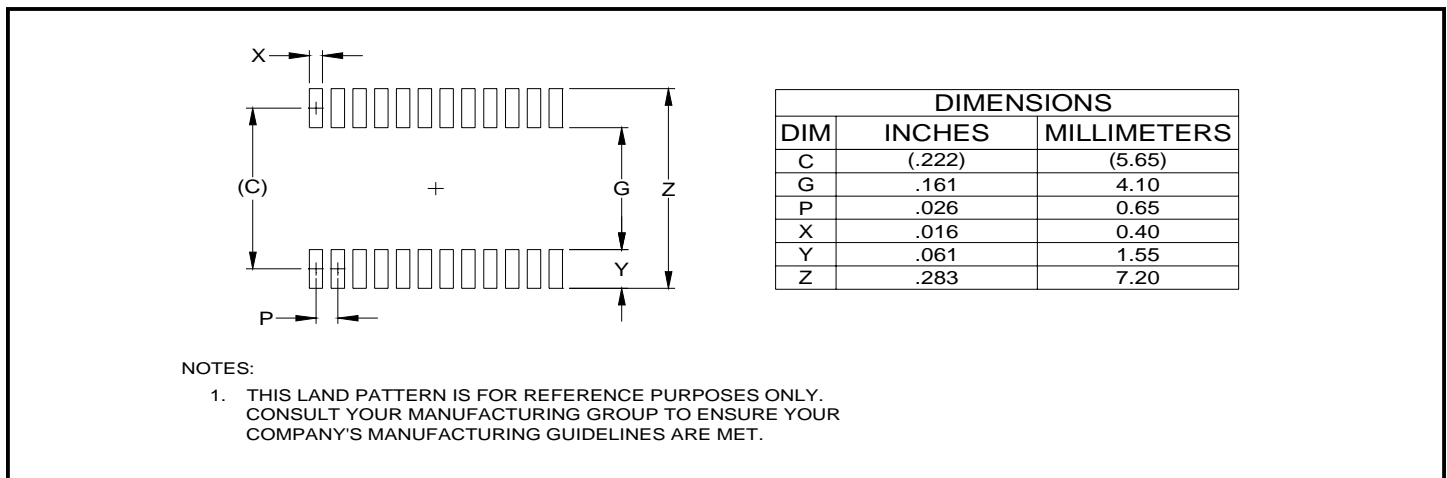 X
(C)
G
Z
Y
P
DIMENSIONS
DIM INCHES MILLIMETERS
C (.222) (5.65)
G .161 4.10
P .026 0.65
X .016 0.40
Y .061 1.55
Z .283 7.20
NOTES:
1. THIS LAND PATTERN IS FOR REFERENCE PURPOSES ONLY.
CONSULT YOUR MANUFACTURING GROUP TO ENSURE YOUR
COMPANY'S MANUFACTURING GUIDELINES ARE MET.